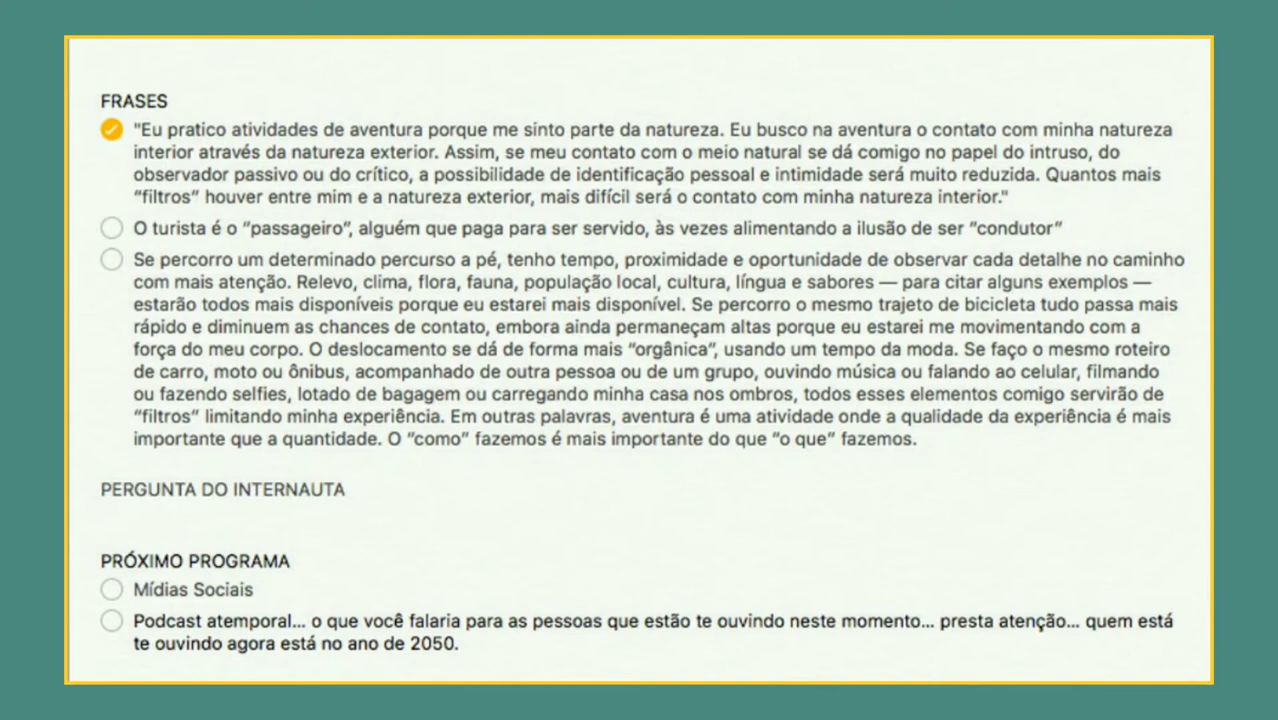 FRASES
"Eu pratico atividades de aventura porque me sinto parte da natureza. Eu busco na aventura o contato com minha natureza
interior através da natureza exterior. Assim, se meu contato com o meio natural se dá comigo no papel do intruso, do
observador passivo ou do crítico, a possibilidade de identificação pessoal e intimidade será muito reduzida. Quantos mais
“filtros” houver entre mim e a natureza exterior, mais difícil será o contato com minha natureza interior."
O turista é o “passageiro”, alguém que paga para ser servido, às vezes alimentando a ilusão de ser “condutor”
Se percorro um determinado percurso a pé, tenho tempo, proximidade e oportunidade de observar cada detalhe no caminho
com mais atenção. Relevo, clima, flora, fauna, população local, cultura, língua e sabores — para citar alguns exemplos —
estarão todos mais disponíveis porque eu estarei mais disponível. Se percorro o mesmo trajeto de bicicleta tudo passa mais
rápido e diminuem as chances de contato, embora ainda permaneçam altas porque eu estarei me movimentando com a
força do meu corpo. O deslocamento se dá de forma mais “orgânica”, usando um tempo da moda. Se faço o mesmo roteiro
de carro, moto ou ônibus, acompanhado de outra pessoa ou de um grupo, ouvindo música ou falando ao celular, filmando
ou fazendo selfies, lotado de bagagem ou carregando minha casa nos ombros, todos esses elementos comigo servirão de
“filtros” limitando minha experiência. Em outras palavras, aventura é uma atividade onde a qualidade da experiência é mais
importante que a quantidade. O “como” fazemos é mais importante do que “o que” fazemos.
PERGUNTA DO INTERNAUTA
PRÓXIMO PROGRAMA
Mídias Sociais
Podcast atemporal... o que você falaria para as pessoas que estão te ouvindo neste momento... presta atenção... quem está
te ouvindo agora está no ano de 2050.